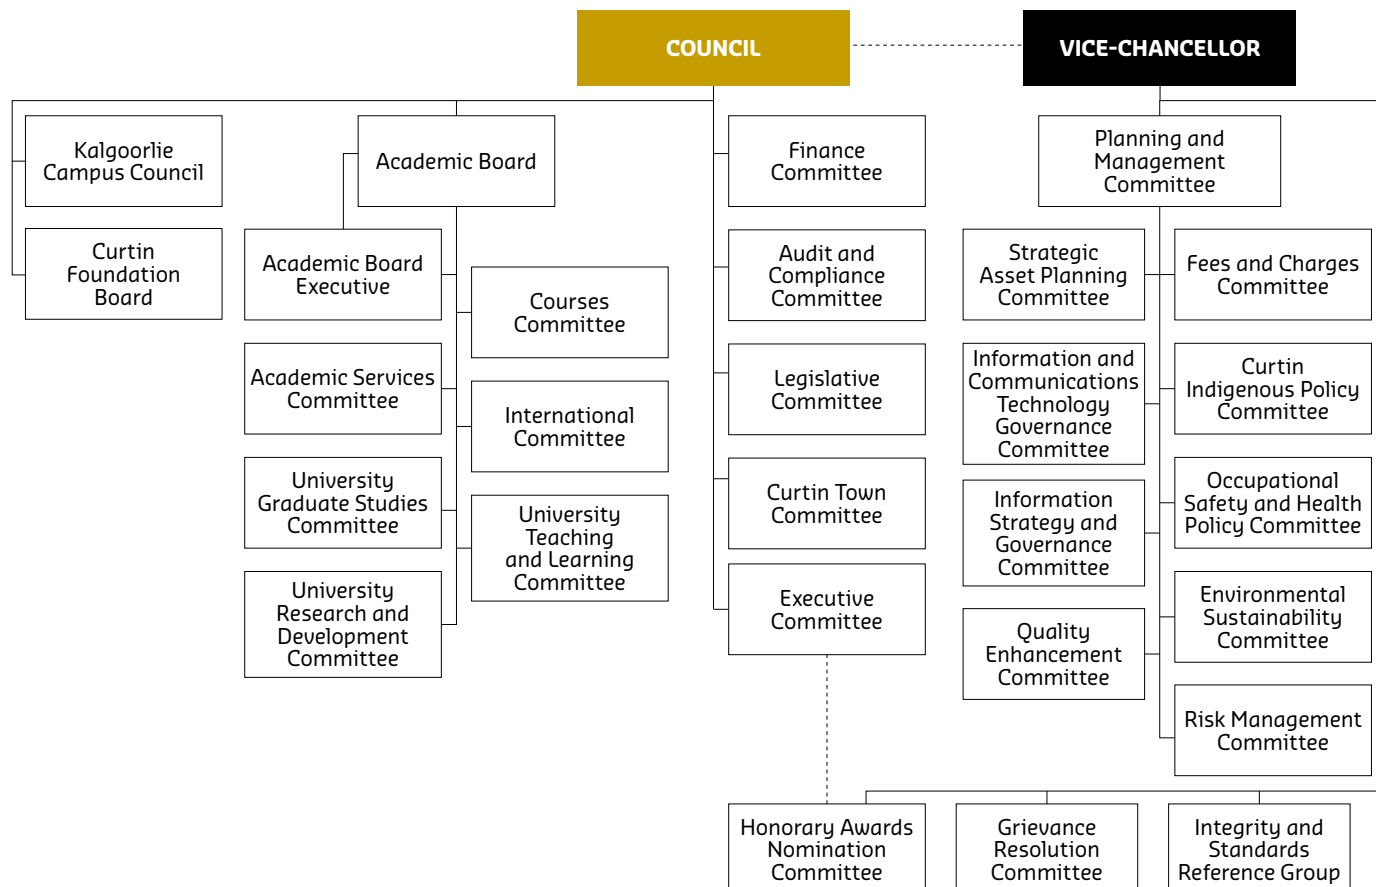 COUNCIL
VICE-CHANCELLOR
Kalgoorlie
Campus Council
Academic Board
Finance
Committee
Planning and
Management
Committee
Curtin
Foundation
Board
Academic Board
Executive
Courses
Committee
Academic Services
Committee
International
Committee
University
Graduate Studies
Committee
University
Teaching
and Learning
Committee
University
Research and
Development
Committee
Audit and
Compliance
Committee
Legislative
Committee
Curtin Town
Committee
Executive
Committee
Strategic
Asset Planning
Committee
Fees and Charges
Committee
Information and
Communications
Technology
Governance
Committee
Curtin
Indigenous Policy
Committee
Information
Strategy and
Governance
Committee
Occupational
Safety and Health
Policy Committee
Quality
Enhancement
Committee
Environmental
Sustainability
Committee
Risk Management
Committee
Honorary Awards
Nomination
Committee
Grievance
Resolution
Committee
Integrity and
Standards
Reference Group